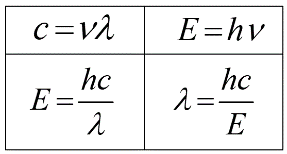 c = νλ
E = hν
E = hc/λ
λ = hc/E